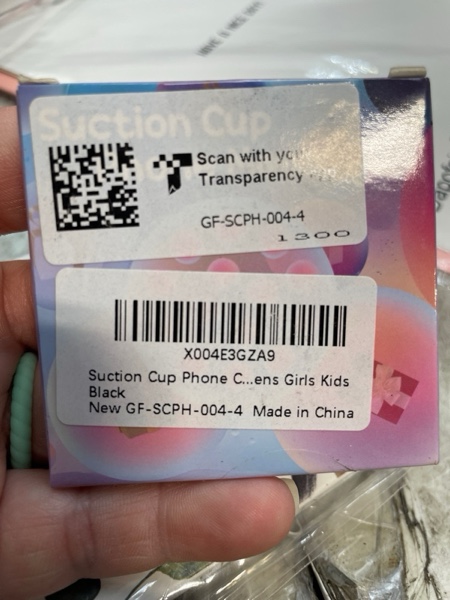 Suction Cup
Scan with
Transparency
GF-SCPH-004-4
1300
X004E3GZA9
Suction Cup Phone C...ens Girls Kids
Black
New GF-SCPH-004-4 Made in China